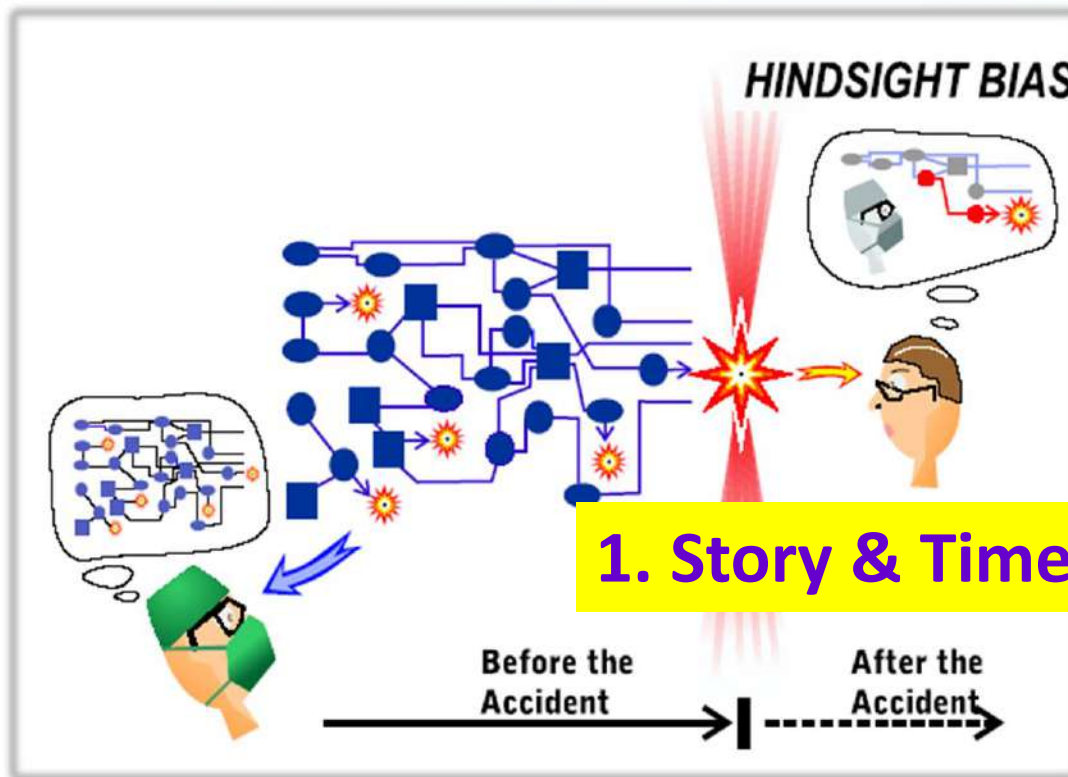 HINDSIGHT BIAS
1. Story & Time
Before the
Accident
After the
Accident